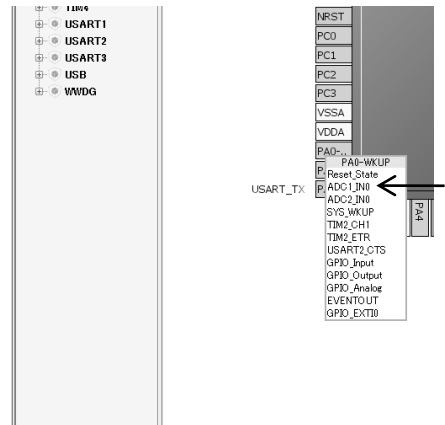 TIM4
USART1
USART2
USART3
USB
WWDG
NRST
PC0
PC1
PC2
PC3
VSSA
VDDA
PA0-..
PA0-WKUP
Reset_State
ADC1_IN0
ADC2_IN0
SYS_WKUP
TIM2_CH1
TIM2_ETR
USART2_CTS
GPIO_Input
GPIO_Output
GPIO_Analog
EVENTOUT
GPIO_EXTI0
USART_TX
PA4